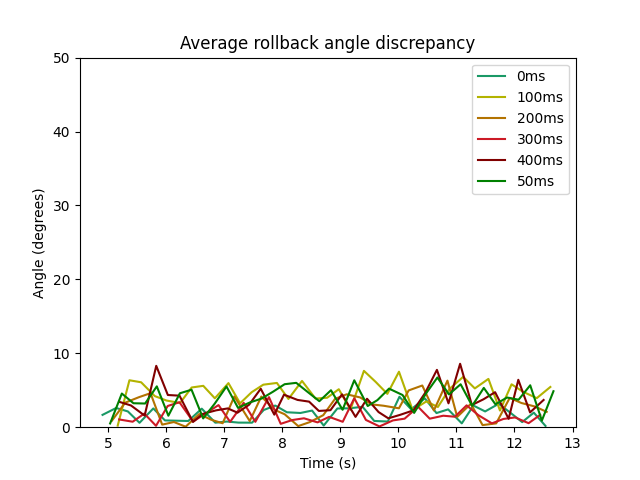 Average rollback angle discrepancy
50
40
30
20
10
0
Angle (degrees)
0ms
100ms
200ms
300ms
400ms
50ms
5 6 7 8 9 10 11 12 13
Time (s)